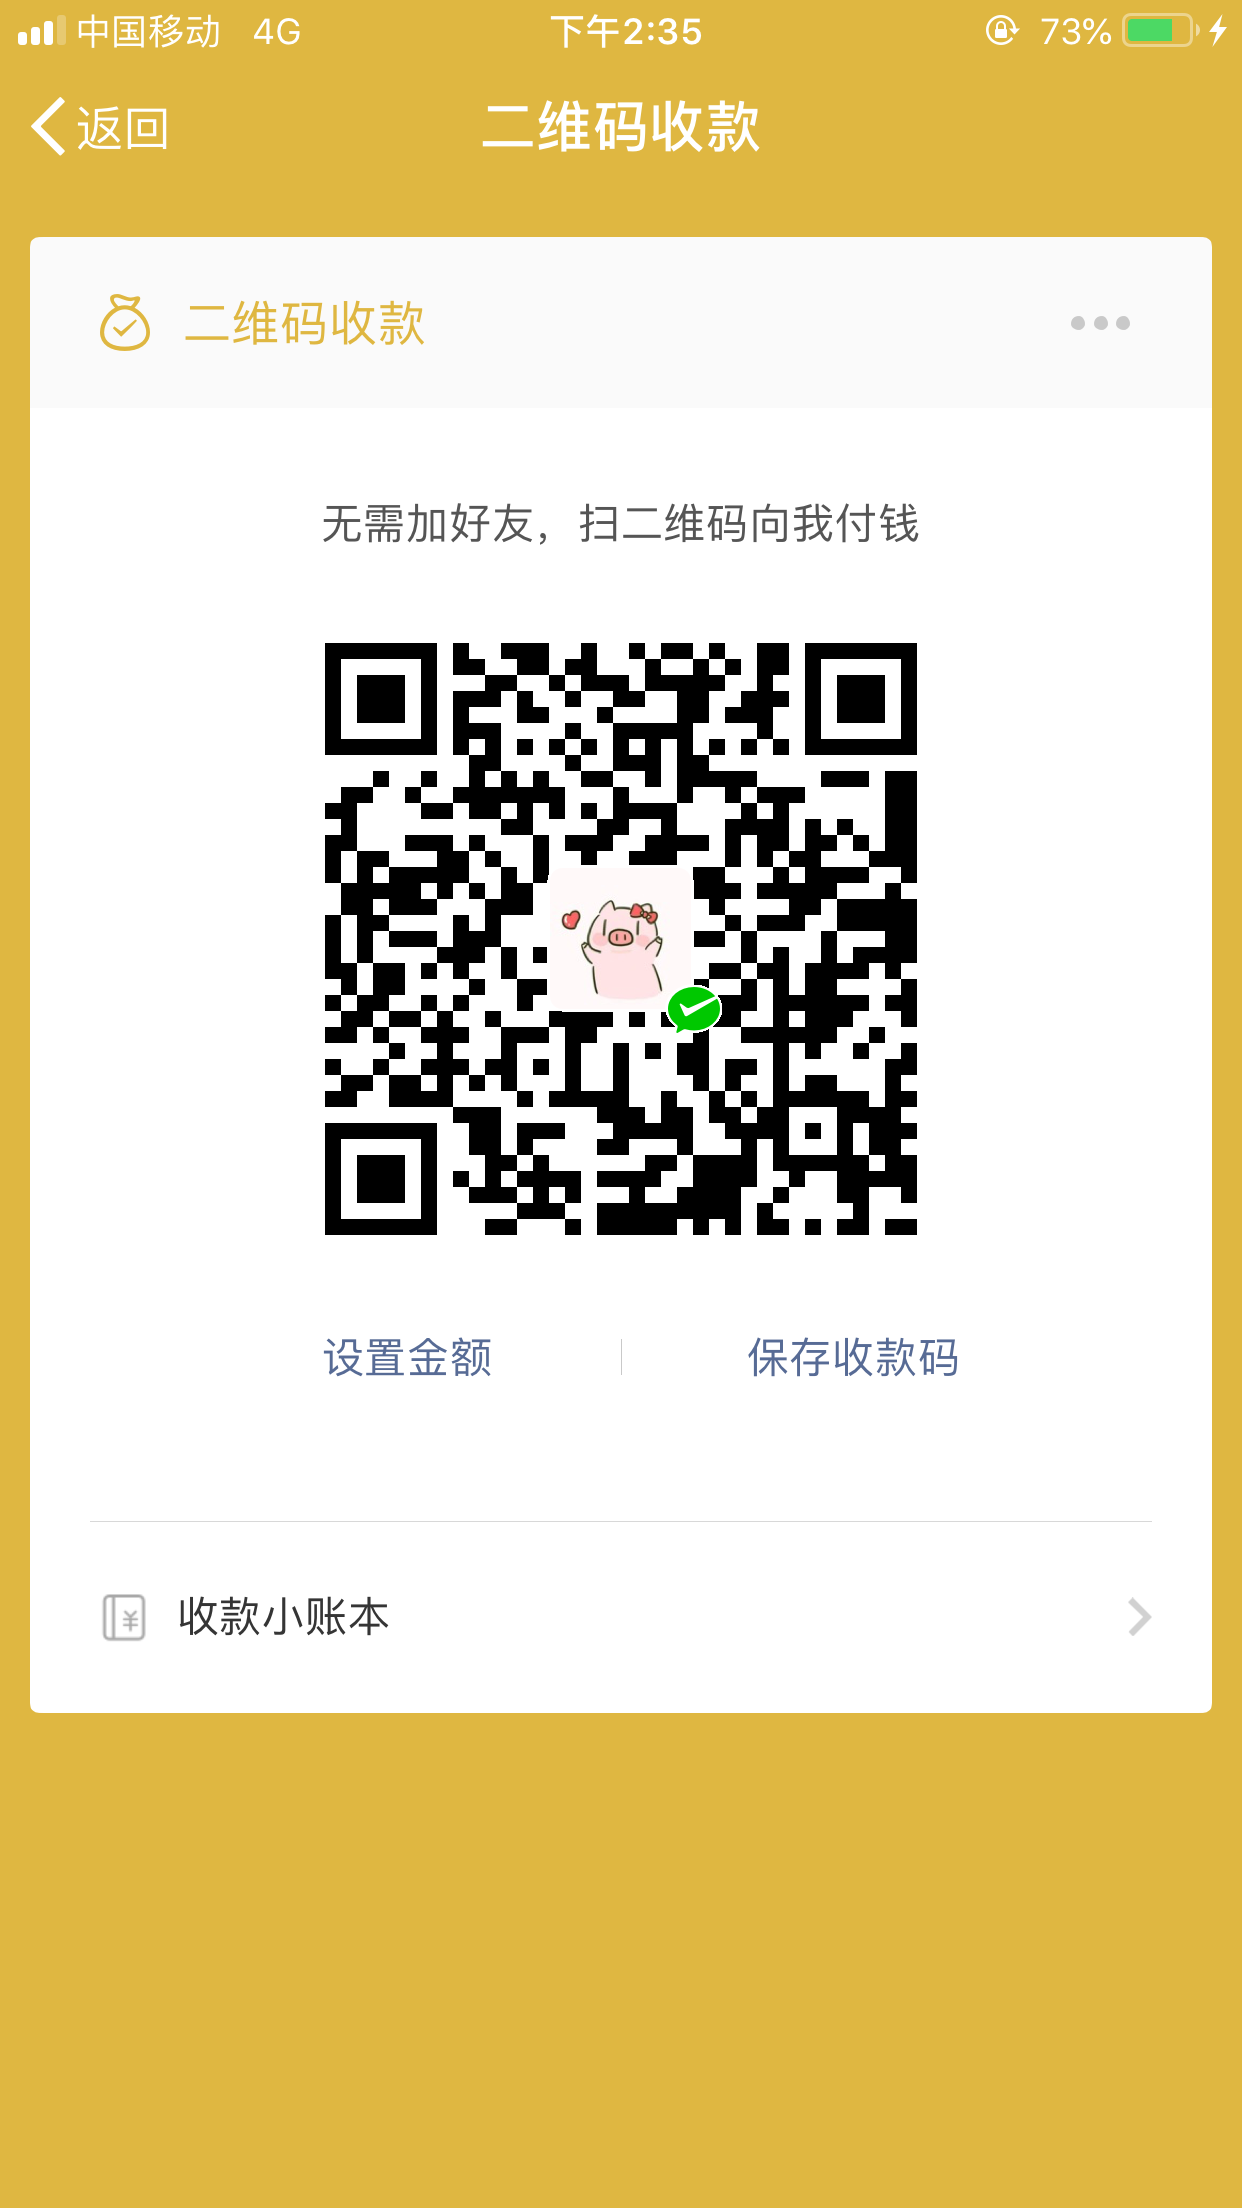 中国移动 4G 下午2:35 73%
返回 二维码收款
二维码收款
无需加好友，扫二维码向我付钱
设置金额 保存收款码
收款小账本